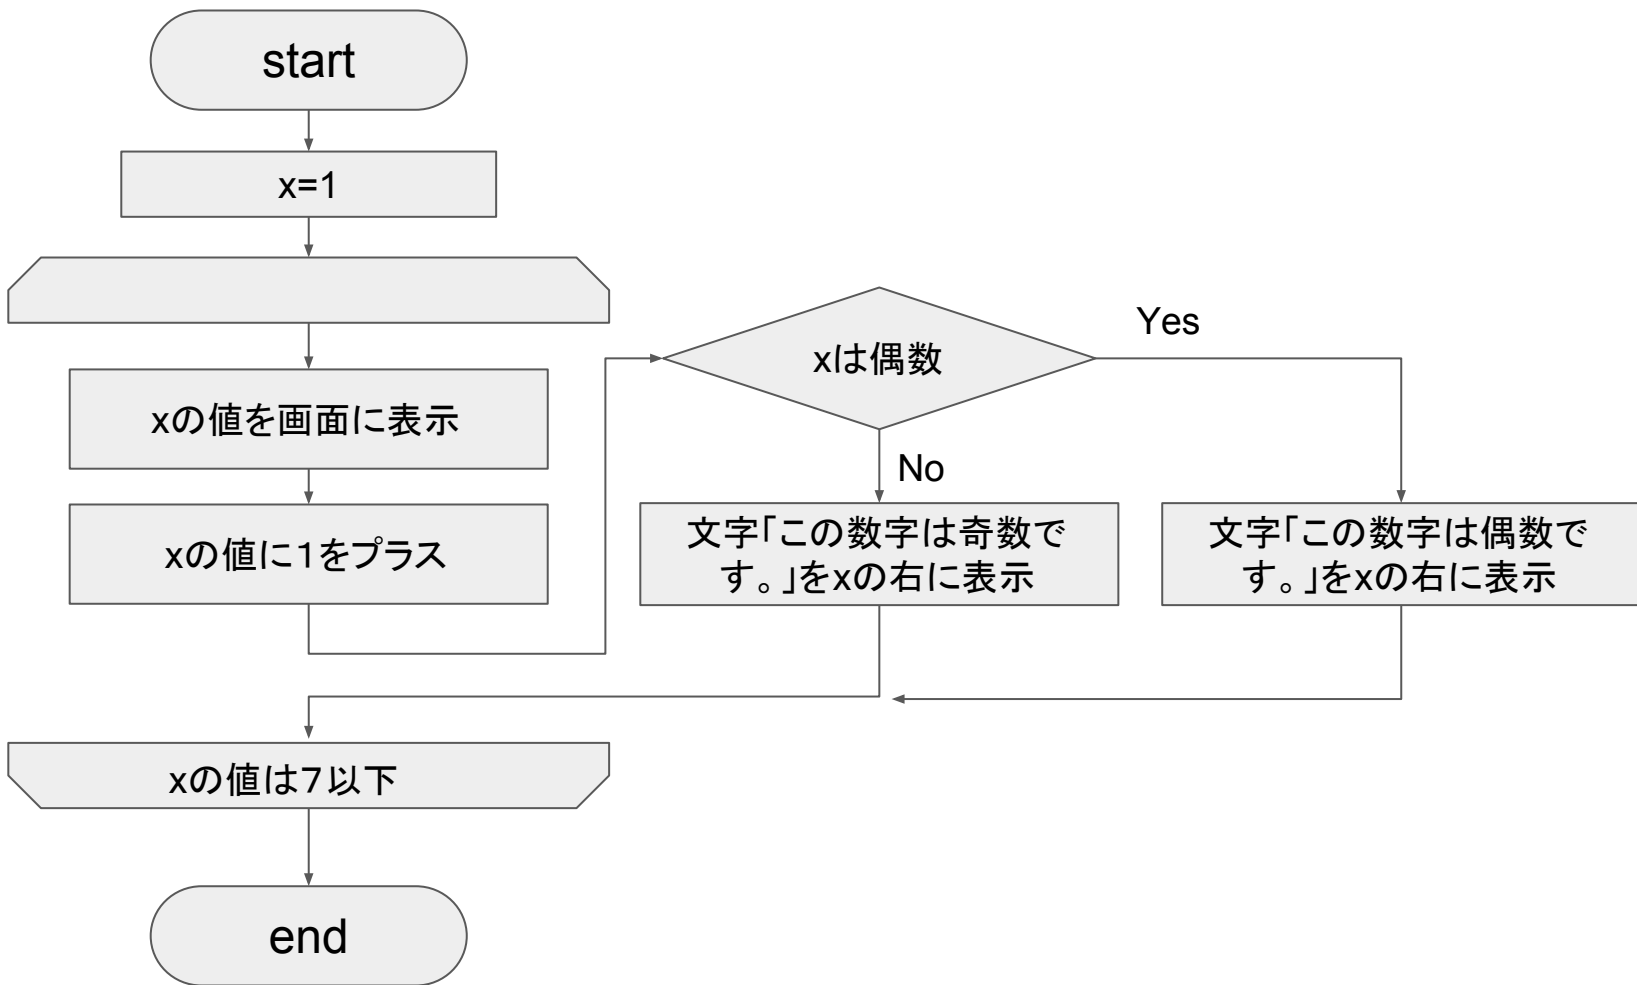 start
x=1
xの値を画面に表示
xの値に1をプラス
xは偶数
Yes
No
文字「この数字は奇数で
す。」をxの右に表示
文字「この数字は偶数で
す。」をxの右に表示
xの値は7以下
end